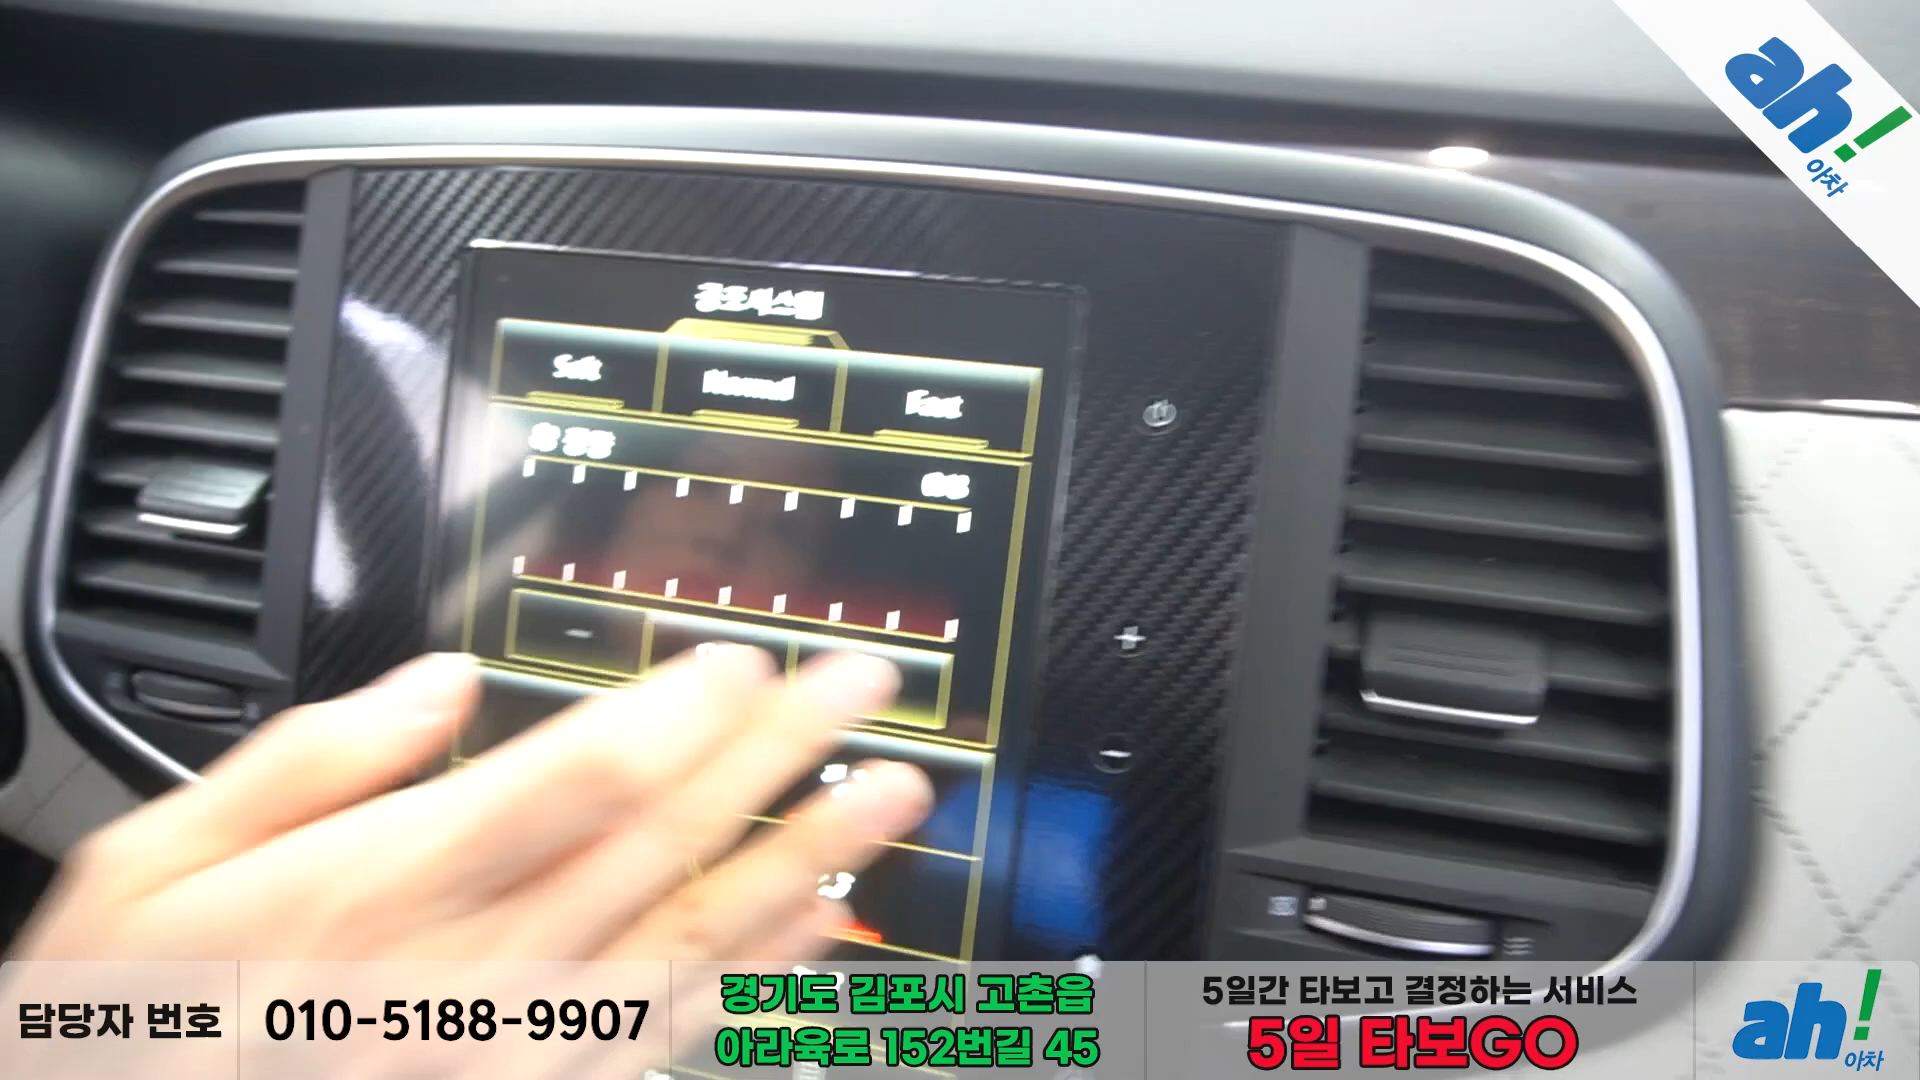 ah!
아차
공조시스템
Soft
Normal
Fast
담당자 번호
010-5188-9907
경기도 김포시 고촌읍
아라육로 152번길 45
5일간 타보고 결정하는 서비스
5일 타보GO
ah!
아차